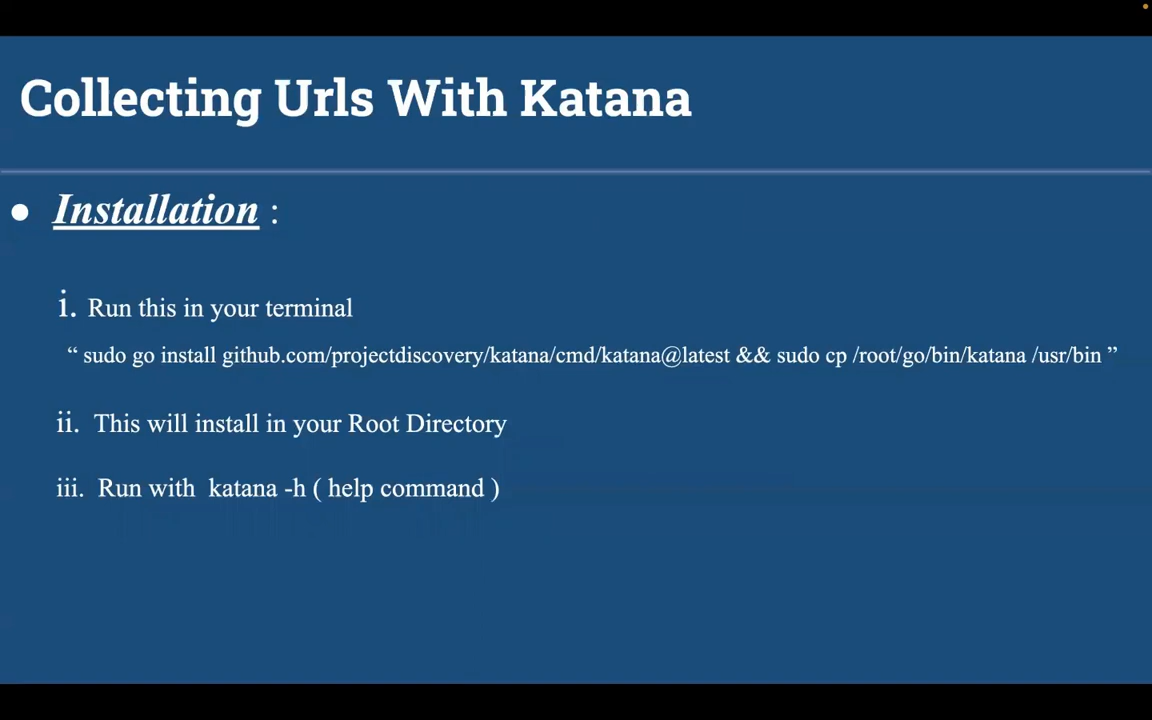 Collecting Urls With Katana
● Installation :
i. Run this in your terminal
“ sudo go install github.com/projectdiscovery/katana/cmd/katana@latest && sudo cp /root/go/bin/katana /usr/bin ”
ii. This will install in your Root Directory
iii. Run with katana -h ( help command )